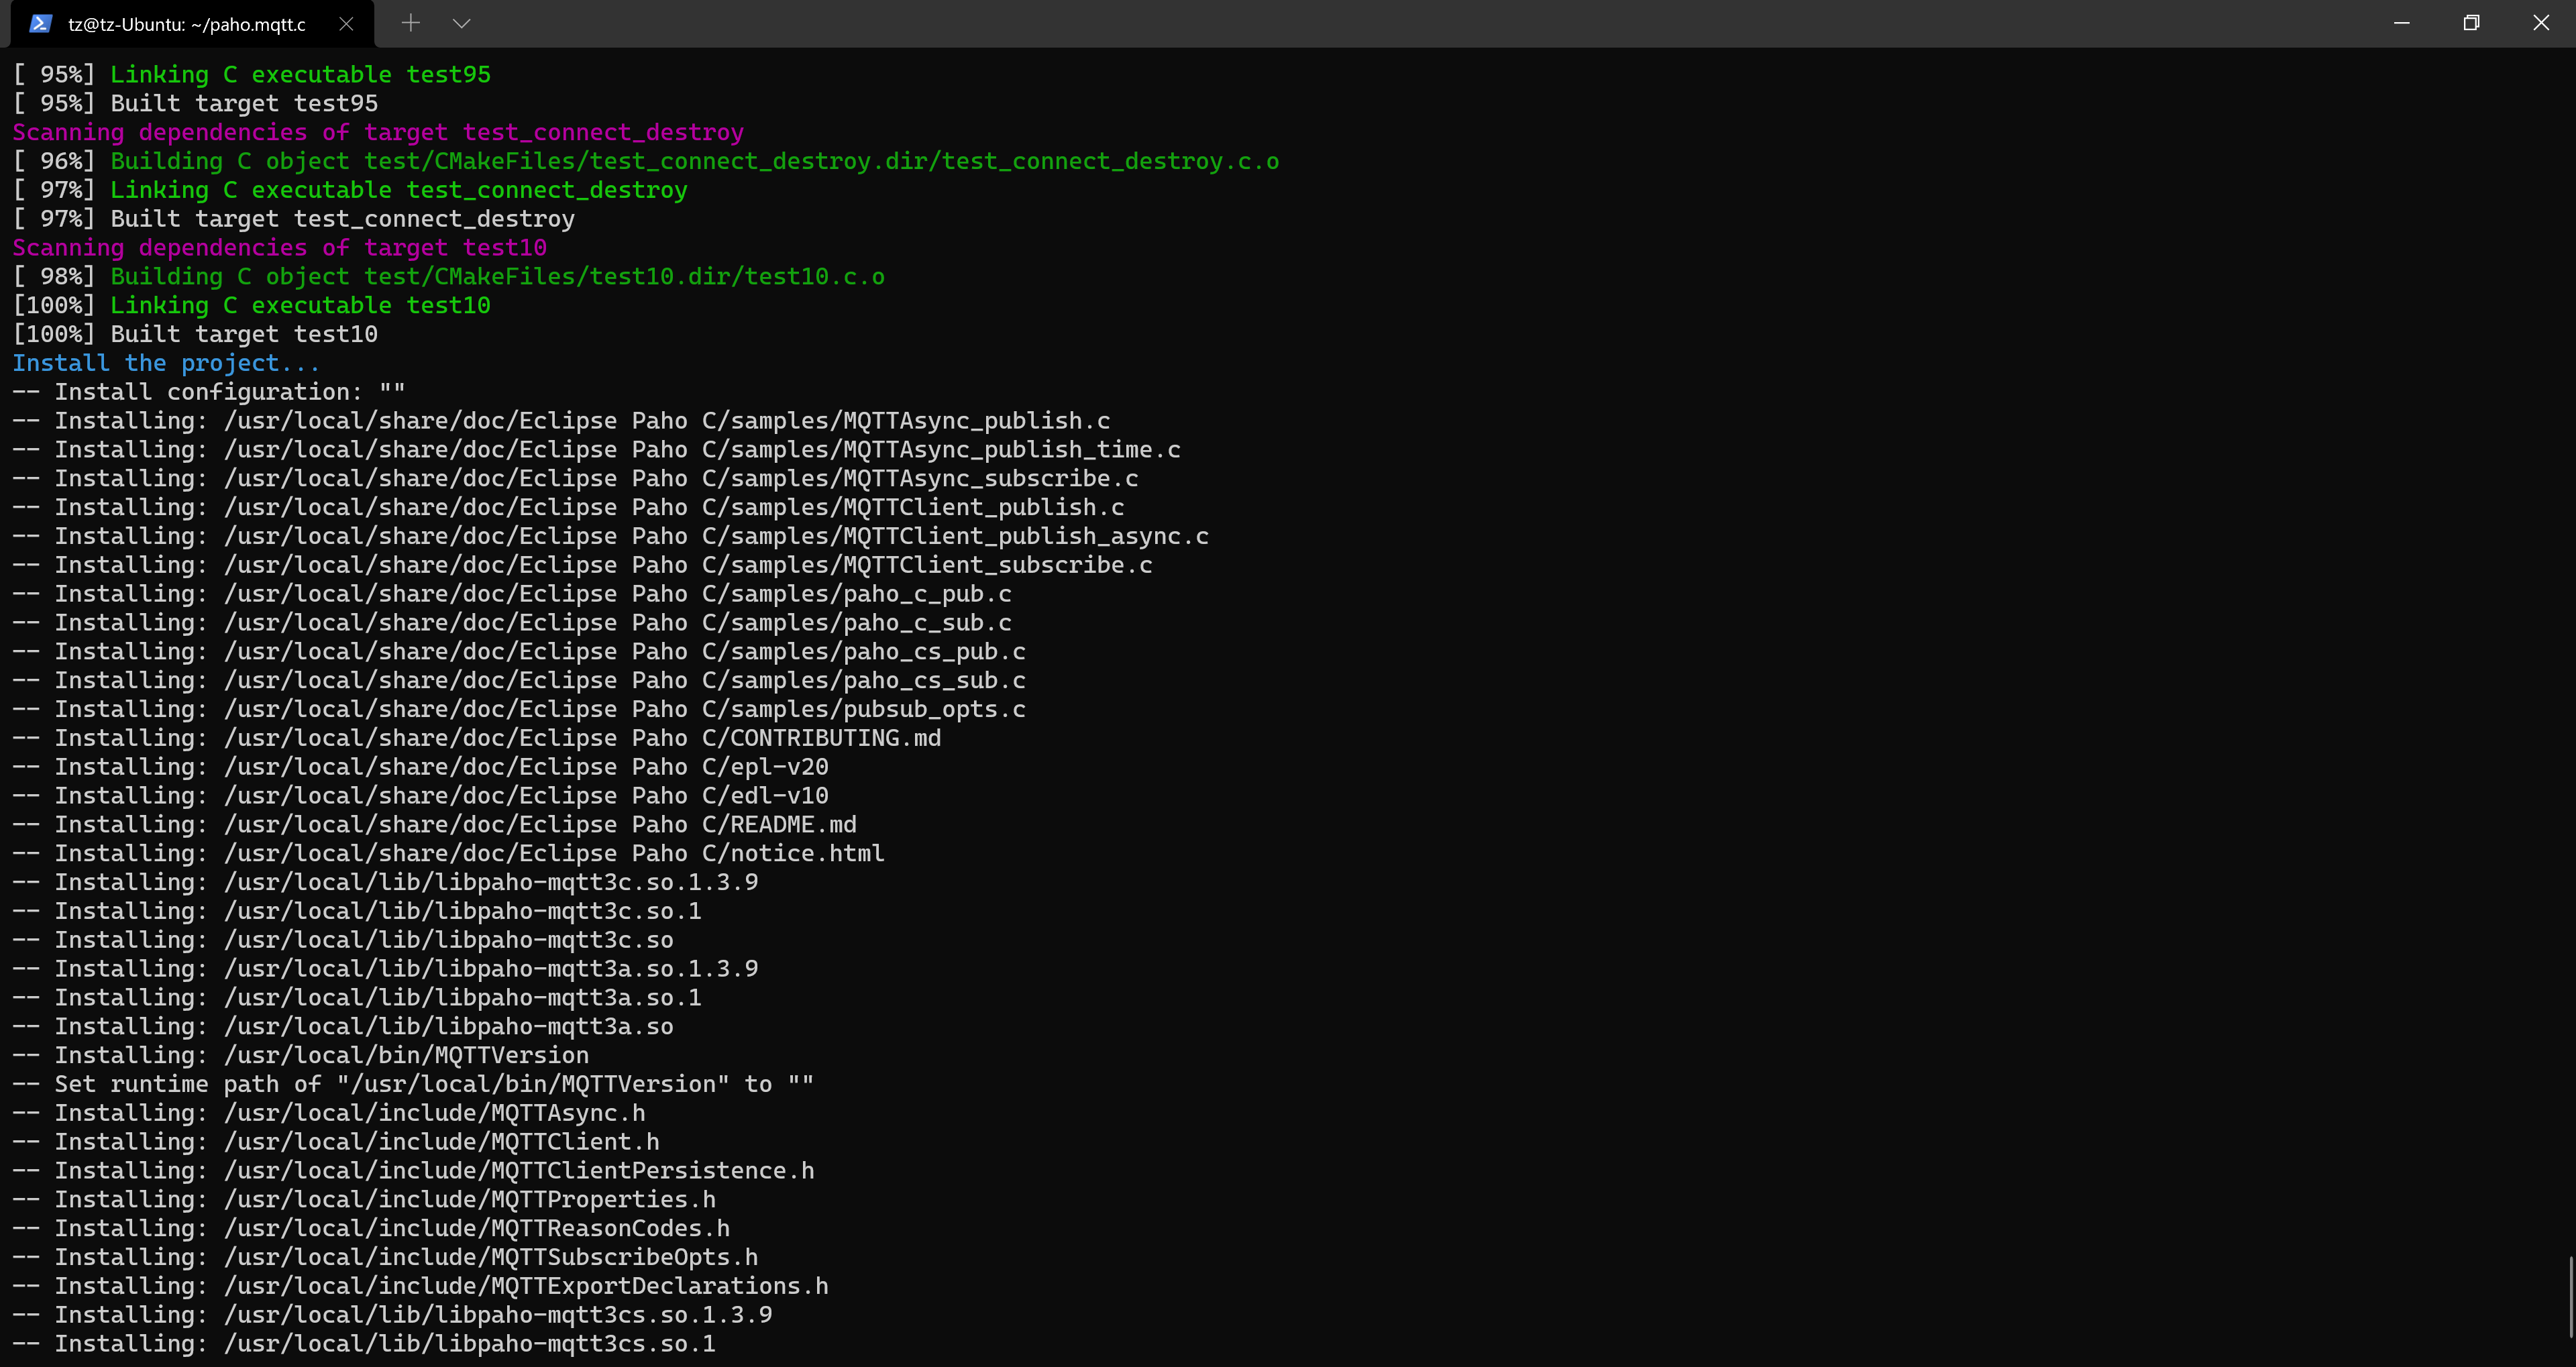 tz@tz-Ubuntu: ~/paho.mqtt.c
[ 95%] Linking C executable test95
[ 95%] Built target test95
Scanning dependencies of target test_connect_destroy
[ 96%] Building C object test/CMakeFiles/test_connect_destroy.dir/test_connect_destroy.c.o
[ 97%] Linking C executable test_connect_destroy
[ 97%] Built target test_connect_destroy
Scanning dependencies of target test10
[ 98%] Building C object test/CMakeFiles/test10.dir/test10.c.o
[100%] Linking C executable test10
[100%] Built target test10
Install the project...
-- Install configuration: ""
-- Installing: /usr/local/share/doc/Eclipse Paho C/samples/MQTTAsync_publish.c
-- Installing: /usr/local/share/doc/Eclipse Paho C/samples/MQTTAsync_publish_time.c
-- Installing: /usr/local/share/doc/Eclipse Paho C/samples/MQTTAsync_subscribe.c
-- Installing: /usr/local/share/doc/Eclipse Paho C/samples/MQTTClient_publish.c
-- Installing: /usr/local/share/doc/Eclipse Paho C/samples/MQTTClient_publish_async.c
-- Installing: /usr/local/share/doc/Eclipse Paho C/samples/MQTTClient_subscribe.c
-- Installing: /usr/local/share/doc/Eclipse Paho C/samples/paho_c_pub.c
-- Installing: /usr/local/share/doc/Eclipse Paho C/samples/paho_c_sub.c
-- Installing: /usr/local/share/doc/Eclipse Paho C/samples/paho_cs_pub.c
-- Installing: /usr/local/share/doc/Eclipse Paho C/samples/paho_cs_sub.c
-- Installing: /usr/local/share/doc/Eclipse Paho C/samples/pubsub_opts.c
-- Installing: /usr/local/share/doc/Eclipse Paho C/CONTRIBUTING.md
-- Installing: /usr/local/share/doc/Eclipse Paho C/epl-v20
-- Installing: /usr/local/share/doc/Eclipse Paho C/edl-v10
-- Installing: /usr/local/share/doc/Eclipse Paho C/README.md
-- Installing: /usr/local/share/doc/Eclipse Paho C/notice.html
-- Installing: /usr/local/lib/libpaho-mqtt3c.so.1.3.9
-- Installing: /usr/local/lib/libpaho-mqtt3c.so.1
-- Installing: /usr/local/lib/libpaho-mqtt3c.so
-- Installing: /usr/local/lib/libpaho-mqtt3a.so.1.3.9
-- Installing: /usr/local/lib/libpaho-mqtt3a.so.1
-- Installing: /usr/local/lib/libpaho-mqtt3a.so
-- Installing: /usr/local/bin/MQTTVersion
-- Set runtime path of "/usr/local/bin/MQTTVersion" to ""
-- Installing: /usr/local/include/MQTTAsync.h
-- Installing: /usr/local/include/MQTTClient.h
-- Installing: /usr/local/include/MQTTClientPersistence.h
-- Installing: /usr/local/include/MQTTProperties.h
-- Installing: /usr/local/include/MQTTReasonCodes.h
-- Installing: /usr/local/include/MQTTSubscribeOpts.h
-- Installing: /usr/local/include/MQTTExportDeclarations.h
-- Installing: /usr/local/lib/libpaho-mqtt3cs.so.1.3.9
-- Installing: /usr/local/lib/libpaho-mqtt3cs.so.1